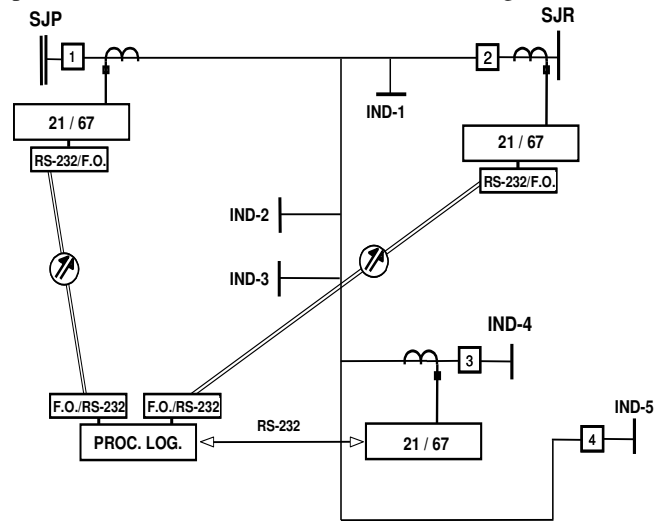 SJP
SJR
1
2
IND-1
21 / 67
21 / 67
RS-232/F.O.
RS-232/F.O.
IND-2
IND-3
IND-4
3
IND-5
F.O./RS-232
F.O./RS-232
RS-232
4
PROC. LOG.
21 / 67